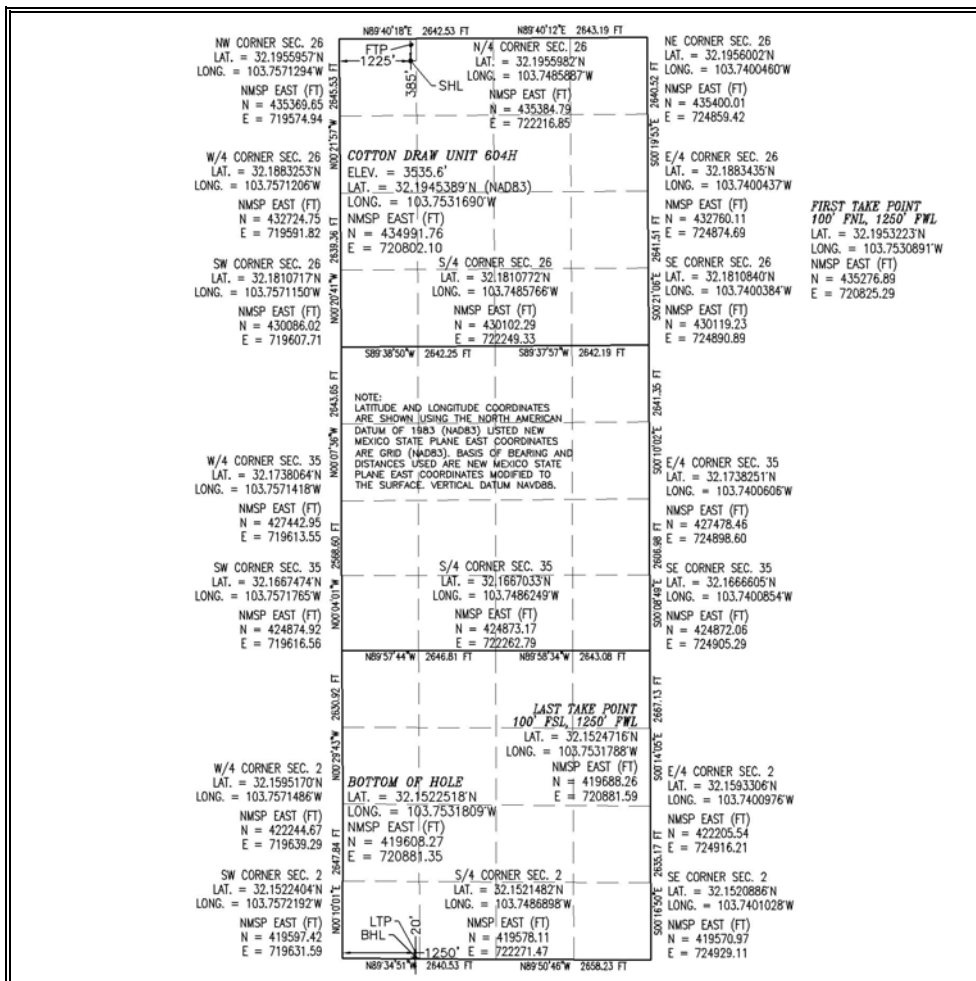 N89°40'18"E 2642.53 FT
N89°40'12"E 2643.19 FT
NW CORNER SEC. 26
LAT. = 32.1955957'N
LONG. = 103.7571294'W
NMSP EAST (FT)
N = 435369.65
E = 719574.94
FTP
1225'
385'
SHL
N/4 CORNER SEC. 26
LAT. = 32.1955982'N
LONG. = 103.7485887'W
NMSP EAST (FT)
N = 435384.79
E = 722216.85
NE CORNER SEC. 26
LAT. = 32.1956002'N
LONG. = 103.7400460'W
NMSP EAST (FT)
N = 435400.01
E = 724859.42
N00°21'57"W 2645.53 FT
S00°19'53"E 2640.52 FT
W/4 CORNER SEC. 26
LAT. = 32.1883253'N
LONG. = 103.7571206'W
NMSP EAST (FT)
N = 432724.75
E = 719591.82
COTTON DRAW UNIT 604H
ELEV. = 3535.6'
LAT. = 32.1945389'N (NAD83)
LONG. = 103.7531690'W
NMSP EAST (FT)
N = 434991.76
E = 720802.10
E/4 CORNER SEC. 26
LAT. = 32.1883435'N
LONG. = 103.7400437'W
NMSP EAST (FT)
N = 432760.11
E = 724874.69
FIRST TAKE POINT
100' FNL, 1250' FWL
LAT. = 32.1953223'N
LONG. = 103.7530891'W
NMSP EAST (FT)
N = 435276.89
E = 720825.29
N00°20'41"W 2639.36 FT
S00°21'06"E 2641.51 FT
SW CORNER SEC. 26
LAT. = 32.1810717'N
LONG. = 103.7571150'W
NMSP EAST (FT)
N = 430086.02
E = 719607.71
S/4 CORNER SEC. 26
LAT. = 32.1810772'N
LONG. = 103.7485766'W
NMSP EAST (FT)
N = 430102.29
E = 722249.33
SE CORNER SEC. 26
LAT. = 32.1810840'N
LONG. = 103.7400384'W
NMSP EAST (FT)
N = 430119.23
E = 724890.89
S89°38'50"W 2642.25 FT
S89°37'57"W 2642.19 FT
N00°07'36"W 2643.65 FT
S00°10'02"E 2641.35 FT
NOTE:
LATITUDE AND LONGITUDE COORDINATES
ARE SHOWN USING THE NORTH AMERICAN
DATUM OF 1983 (NAD83) LISTED NEW
MEXICO STATE PLANE EAST COORDINATES
ARE GRID (NAD83). BASIS OF BEARING AND
DISTANCES USED ARE NEW MEXICO STATE
PLANE EAST COORDINATES MODIFIED TO
THE SURFACE. VERTICAL DATUM NAVD88.
W/4 CORNER SEC. 35
LAT. = 32.1738064'N
LONG. = 103.7571418'W
NMSP EAST (FT)
N = 427442.95
E = 719613.55
E/4 CORNER SEC. 35
LAT. = 32.1738251'N
LONG. = 103.7400606'W
NMSP EAST (FT)
N = 427478.46
E = 724898.60
N00°04'01"W 2568.60 FT
S00°08'49"E 2606.98 FT
SW CORNER SEC. 35
LAT. = 32.1667474'N
LONG. = 103.7571765'W
NMSP EAST (FT)
N = 424874.92
E = 719616.56
S/4 CORNER SEC. 35
LAT. = 32.1667033'N
LONG. = 103.7486249'W
NMSP EAST (FT)
N = 424873.17
E = 722262.79
SE CORNER SEC. 35
LAT. = 32.1666605'N
LONG. = 103.7400854'W
NMSP EAST (FT)
N = 424872.06
E = 724905.29
N89°57'44"W 2646.81 FT
N89°58'34"W 2643.08 FT
N00°29'43"W 2630.92 FT
S00°14'05"E 2667.13 FT
LAST TAKE POINT
100' FSL, 1250' FWL
LAT. = 32.1524716'N
LONG. = 103.7531788'W
NMSP EAST (FT)
N = 419688.26
E = 720881.59
W/4 CORNER SEC. 2
LAT. = 32.1595170'N
LONG. = 103.7571486'W
NMSP EAST (FT)
N = 422244.67
E = 719639.29
BOTTOM OF HOLE
LAT. = 32.1522518'N
LONG. = 103.7531809'W
NMSP EAST (FT)
N = 419608.27
E = 720881.35
E/4 CORNER SEC. 2
LAT. = 32.1593306'N
LONG. = 103.7400976'W
NMSP EAST (FT)
N = 422205.54
E = 724916.21
N00°10'01"W 2647.84 FT
S00°16'50"E 2635.17 FT
SW CORNER SEC. 2
LAT. = 32.1522404'N
LONG. = 103.7572192'W
NMSP EAST (FT)
N = 419597.42
E = 719631.59
S/4 CORNER SEC. 2
LAT. = 32.1521482'N
LONG. = 103.7486898'W
NMSP EAST (FT)
N = 419578.11
E = 722271.47
SE CORNER SEC. 2
LAT. = 32.1520886'N
LONG. = 103.7401028'W
NMSP EAST (FT)
N = 419570.97
E = 724929.11
LTP
BHL
20'
1250'
N89°34'51"W 2640.53 FT
N89°50'46"W 2658.23 FT